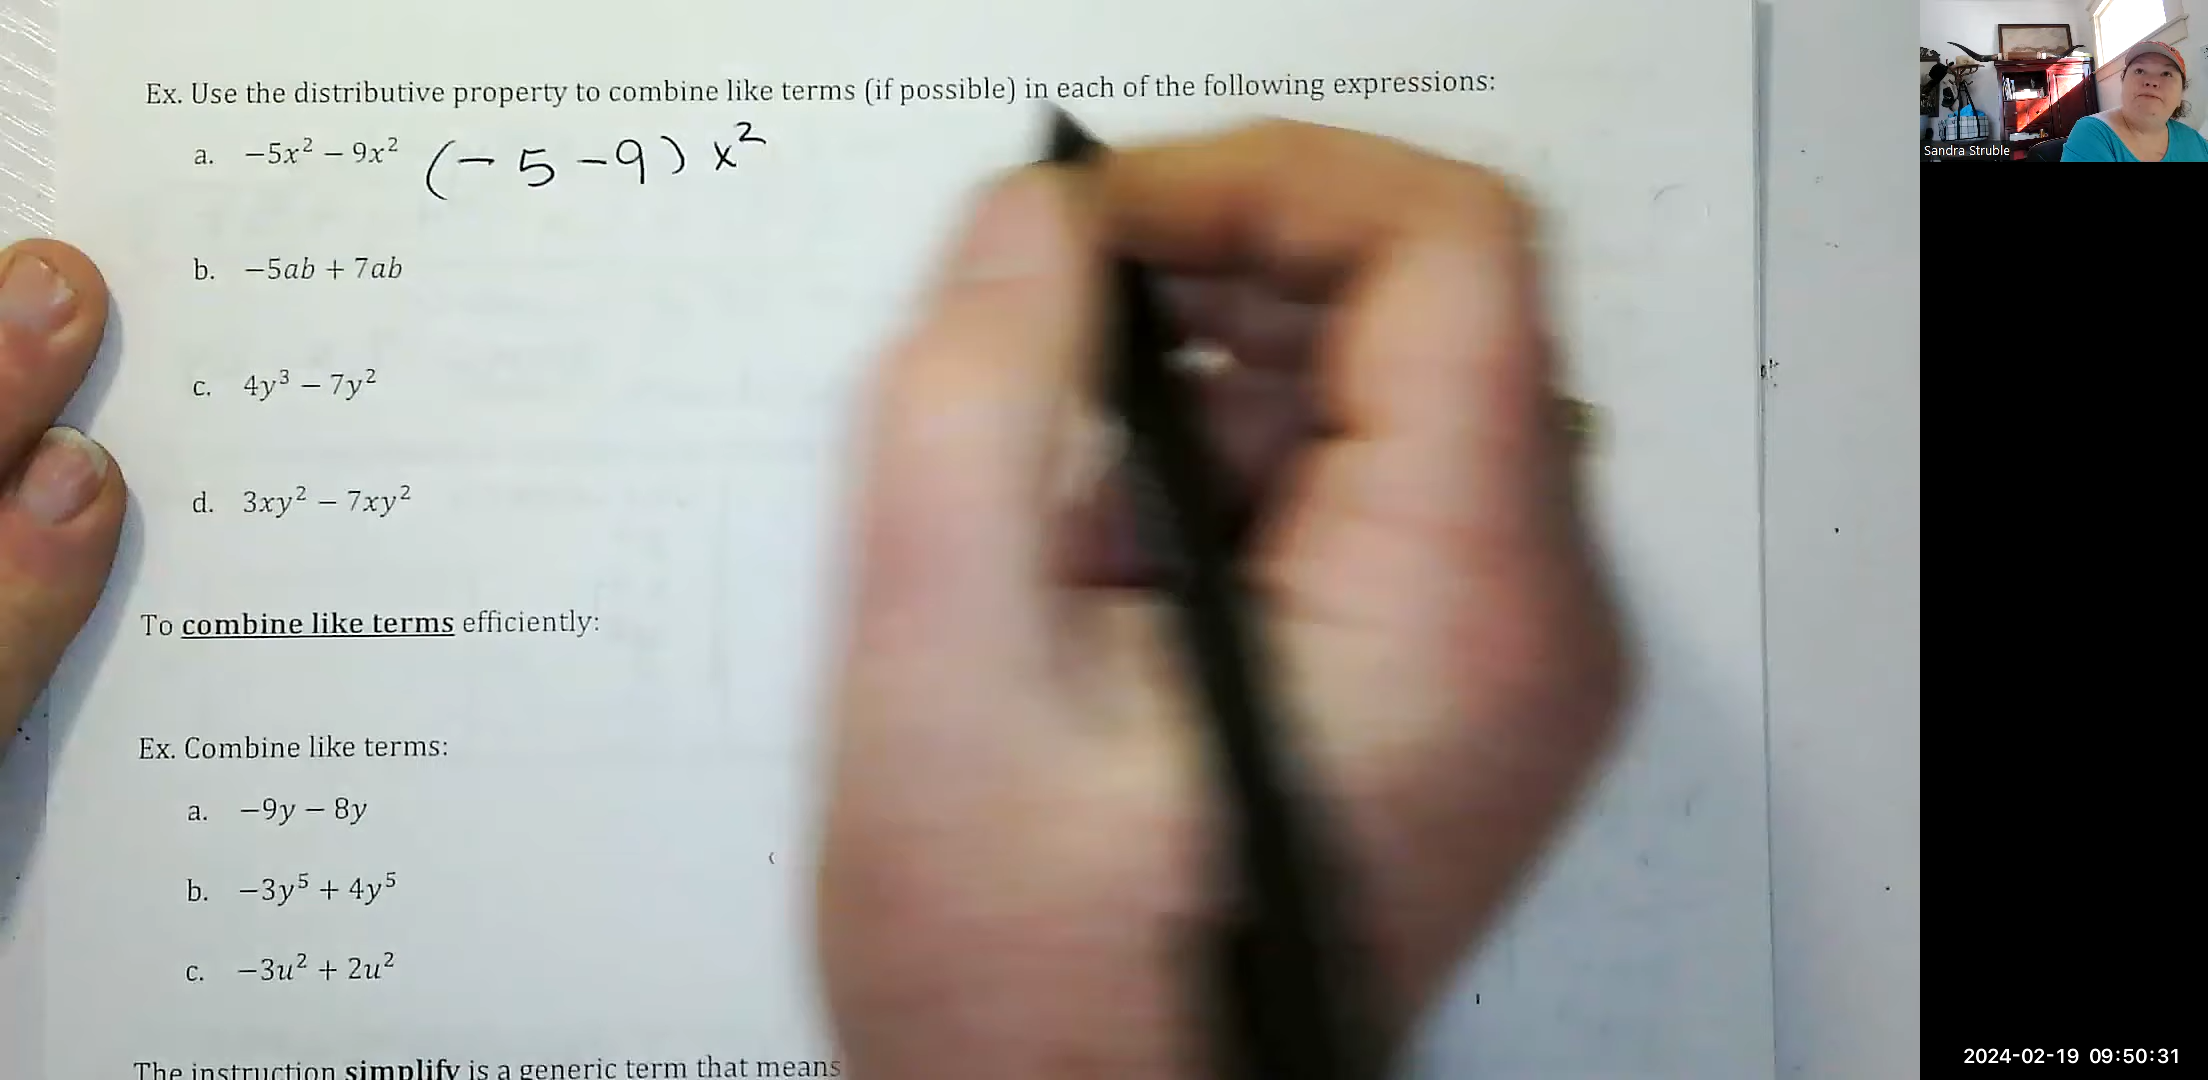 Ex. Use the distributive property to combine like terms (if possible) in each of the following expressions:
a. −5x² − 9x² (−5−9)x²
b. −5ab + 7ab
c. 4y³ − 7y²
d. 3xy² − 7xy²
To combine like terms efficiently:
Ex. Combine like terms:
a. −9y − 8y
b. −3y⁵ + 4y⁵
c. −3u² + 2u²
The instruction simplify is a generic term that means
Sandra Struble
2024-02-19 09:50:31